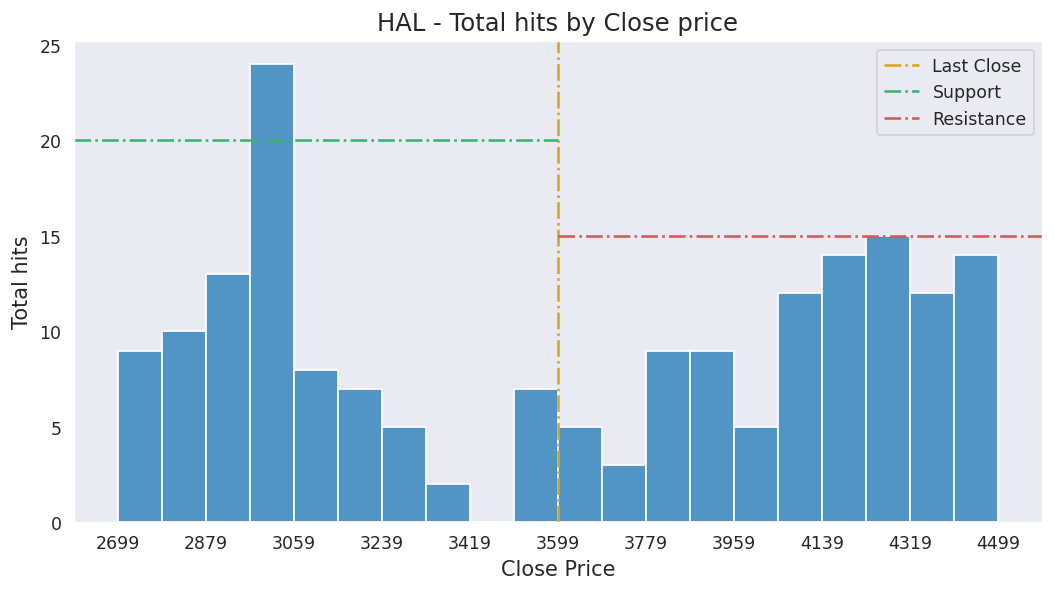 HAL - Total hits by Close price
Last Close
Support
Resistance
Total hits
25
20
15
10
5
0
2699 2879 3059 3239 3419 3599 3779 3959 4139 4319 4499
Close Price